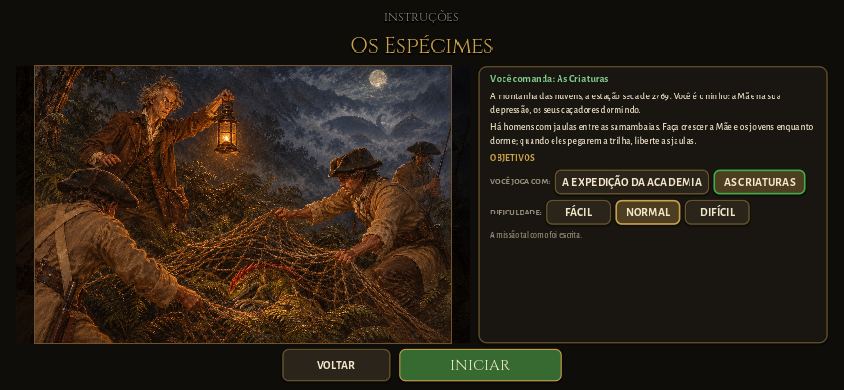 INSTRUÇÕES
Os Espécimes
Você comanda: As Criaturas
A montanha das nuvens, a estação seca de 1769. Você é o ninho: a Mãe na sua
depressão, os seus caçadores dormindo.
Há homens com jaulas entre as samambaias. Faça crescer a Mãe e os jovens enquanto
dorme; quando eles pegarem a trilha, liberte as jaulas.
OBJETIVOS
VOCÊ JOGA COM: A EXPEDIÇÃO DA ACADEMIA AS CRIATURAS
DIFICULDADE: FÁCIL NORMAL DIFÍCIL
A missão tal como foi escrita.
VOLTAR INICIAR